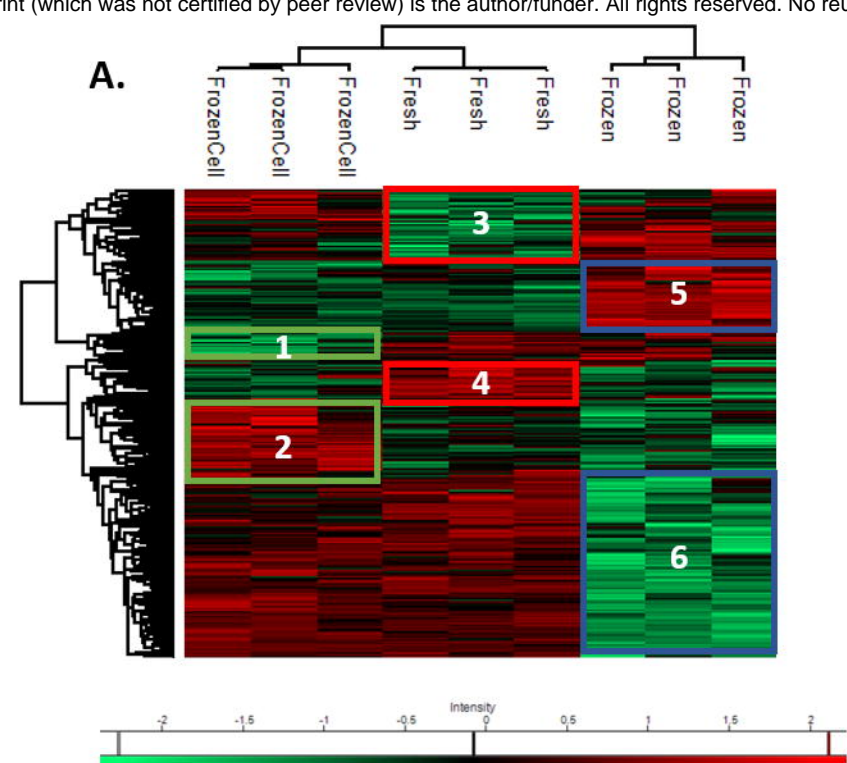 rint (which was not certified by peer review) is the author/funder. All rights reserved. No reu
A.
FrozenCell
FrozenCell
FrozenCell
Fresh
Fresh
Fresh
Frozen
Frozen
Frozen
3
5
1
4
2
6
Intensity
-2 -1,5 -1 -0.5 0 0.5 1 1,5 2